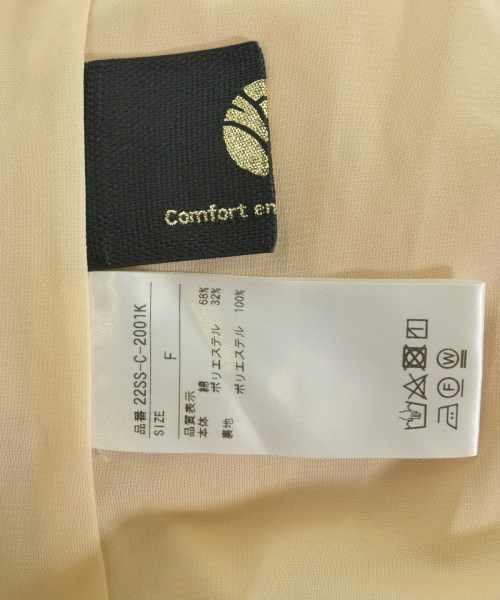 Comfort en
品番 22SS-C-2001K
SIZE F
品質表示
本体 綿 68%
ポリエステル 32%
裏地 ポリエステル 100%
F
W